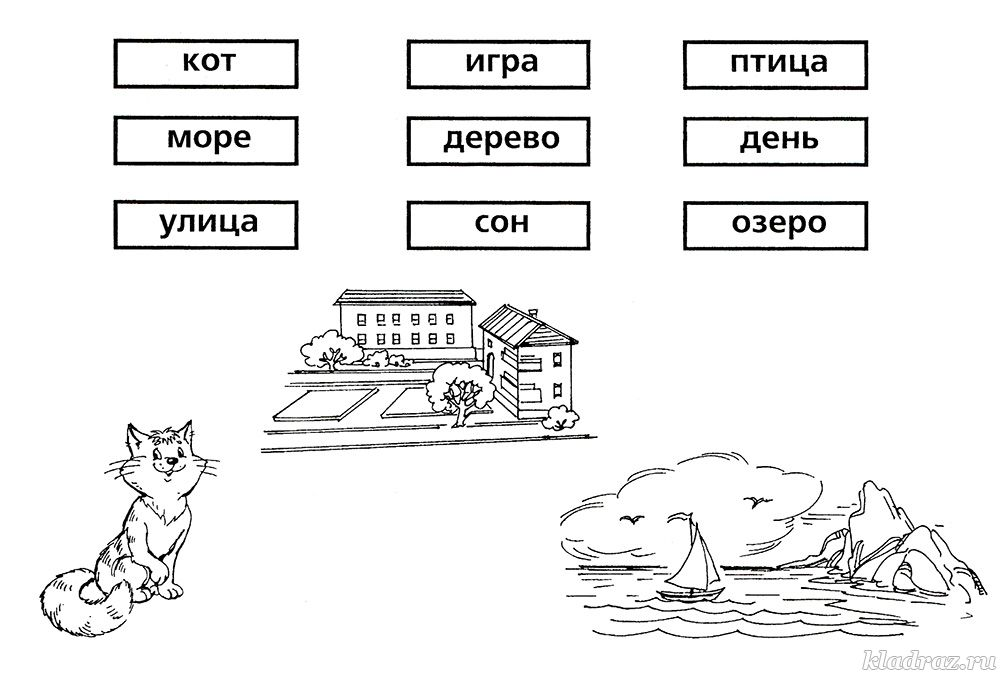 кот игра птица
море дерево день
улица сон озеро
kladraz.ru